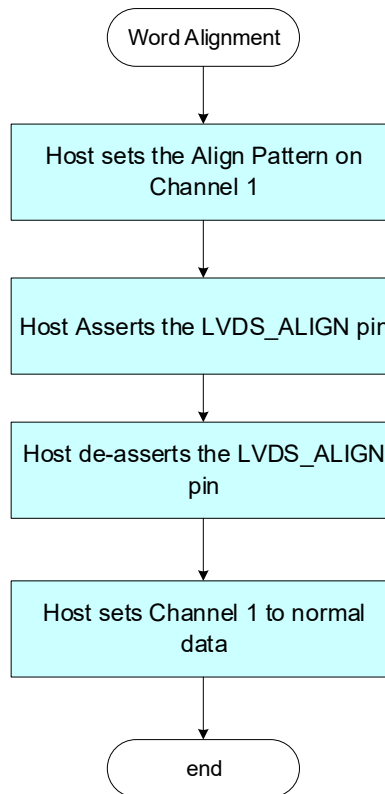 Word Alignment
Host sets the Align Pattern on
Channel 1
Host Asserts the LVDS_ALIGN pin
Host de-asserts the LVDS_ALIGN
pin
Host sets Channel 1 to normal
data
end